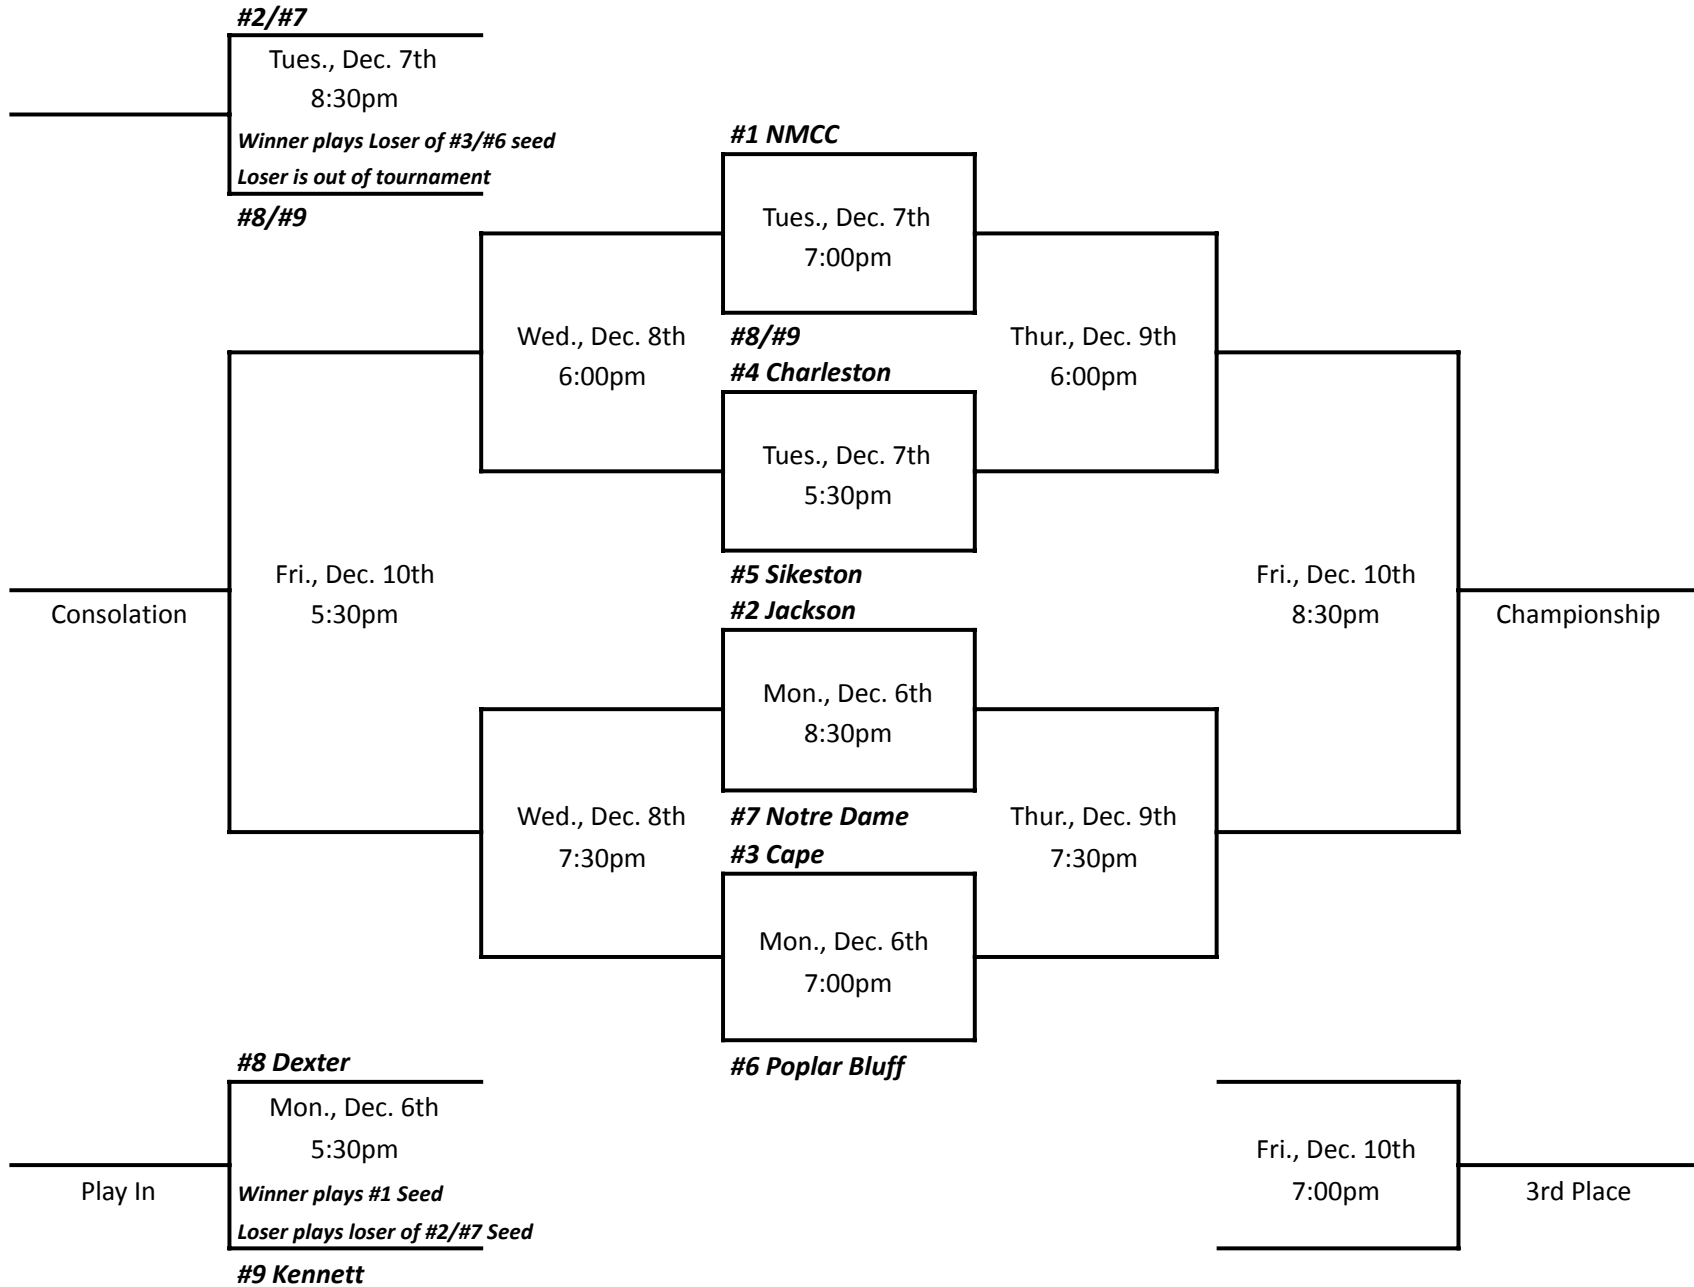 #2/#7
Tues., Dec. 7th
8:30pm
Winner plays Loser of #3/#6 seed
Loser is out of tournament
#8/#9
#1 NMCC
Tues., Dec. 7th
7:00pm
#8/#9
Wed., Dec. 8th
6:00pm
Thur., Dec. 9th
6:00pm
#4 Charleston
Tues., Dec. 7th
5:30pm
#5 Sikeston
Fri., Dec. 10th
5:30pm
Consolation
Fri., Dec. 10th
8:30pm
Championship
#2 Jackson
Mon., Dec. 6th
8:30pm
#7 Notre Dame
Wed., Dec. 8th
7:30pm
Thur., Dec. 9th
7:30pm
#3 Cape
Mon., Dec. 6th
7:00pm
#6 Poplar Bluff
#8 Dexter
Mon., Dec. 6th
5:30pm
Play In
Winner plays #1 Seed
Loser plays loser of #2/#7 Seed
#9 Kennett
Fri., Dec. 10th
7:00pm
3rd Place